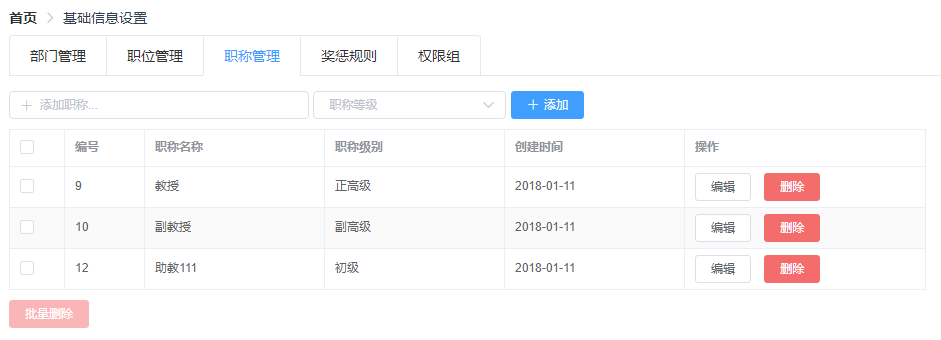 首页 > 基础信息设置
部门管理 职位管理 职称管理 奖惩规则 权限组
+ 添加职称... 职称等级 + 添加
编号 职称名称 职称级别 创建时间 操作
9 教授 正高级 2018-01-11 编辑 删除
10 副教授 副高级 2018-01-11 编辑 删除
12 助教111 初级 2018-01-11 编辑 删除
批量删除